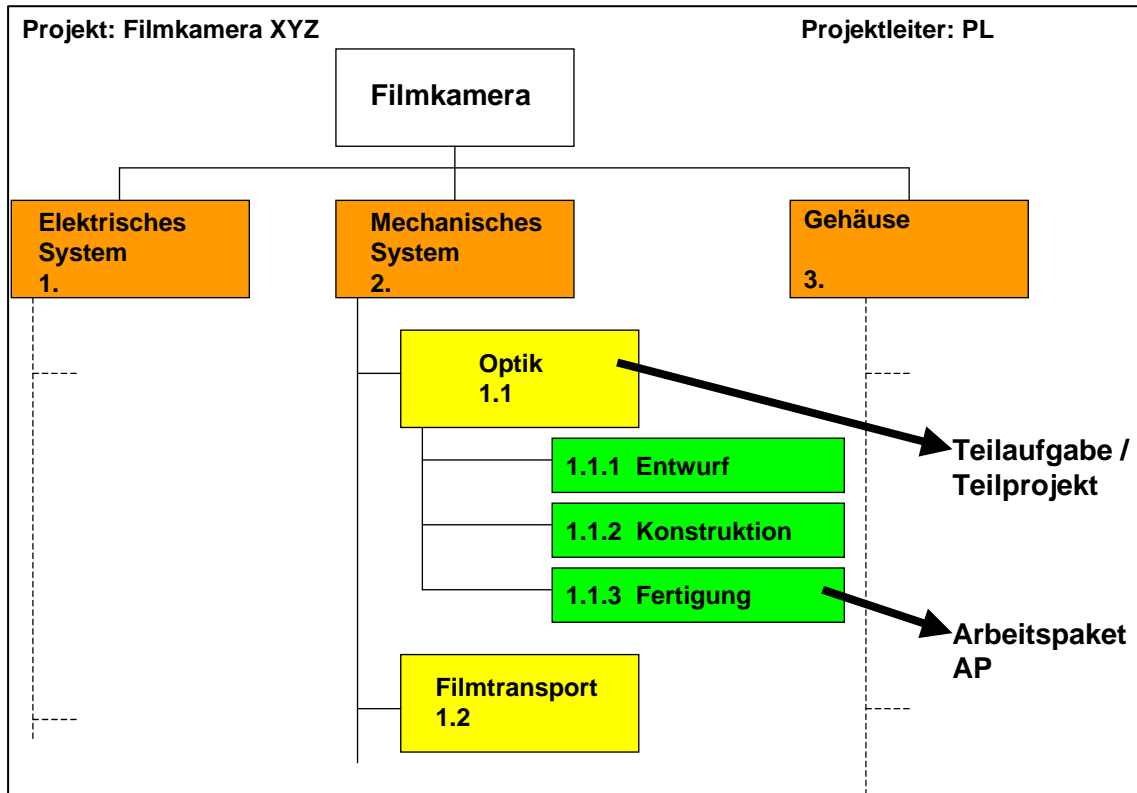 Projekt: Filmkamera XYZ
Projektleiter: PL
Filmkamera
Elektrisches
System
1.
Mechanisches
System
2.
Gehäuse
3.
Optik
1.1
1.1.1 Entwurf
1.1.2 Konstruktion
1.1.3 Fertigung
Teilaufgabe /
Teilprojekt
Arbeitspaket
AP
Filmtransport
1.2